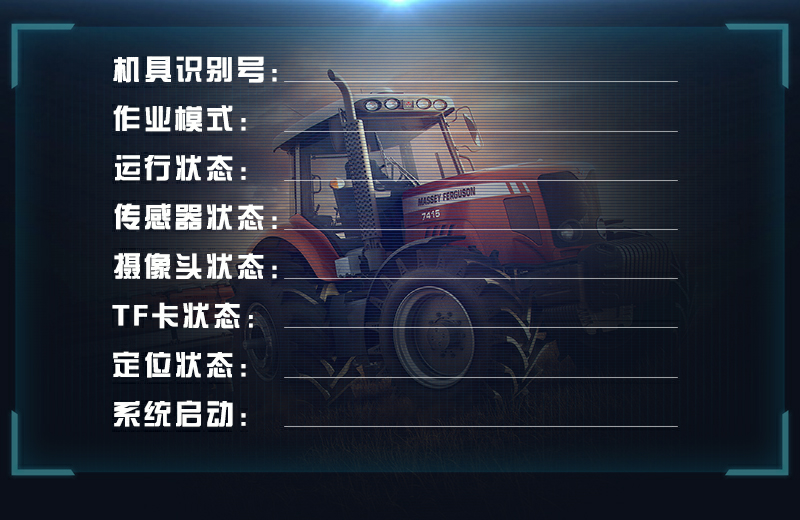 机具识别号：
作业模式：
运行状态：
传感器状态：
MASSEY FERGUSON
7415
摄像头状态：
TF卡状态：
定位状态：
系统启动：